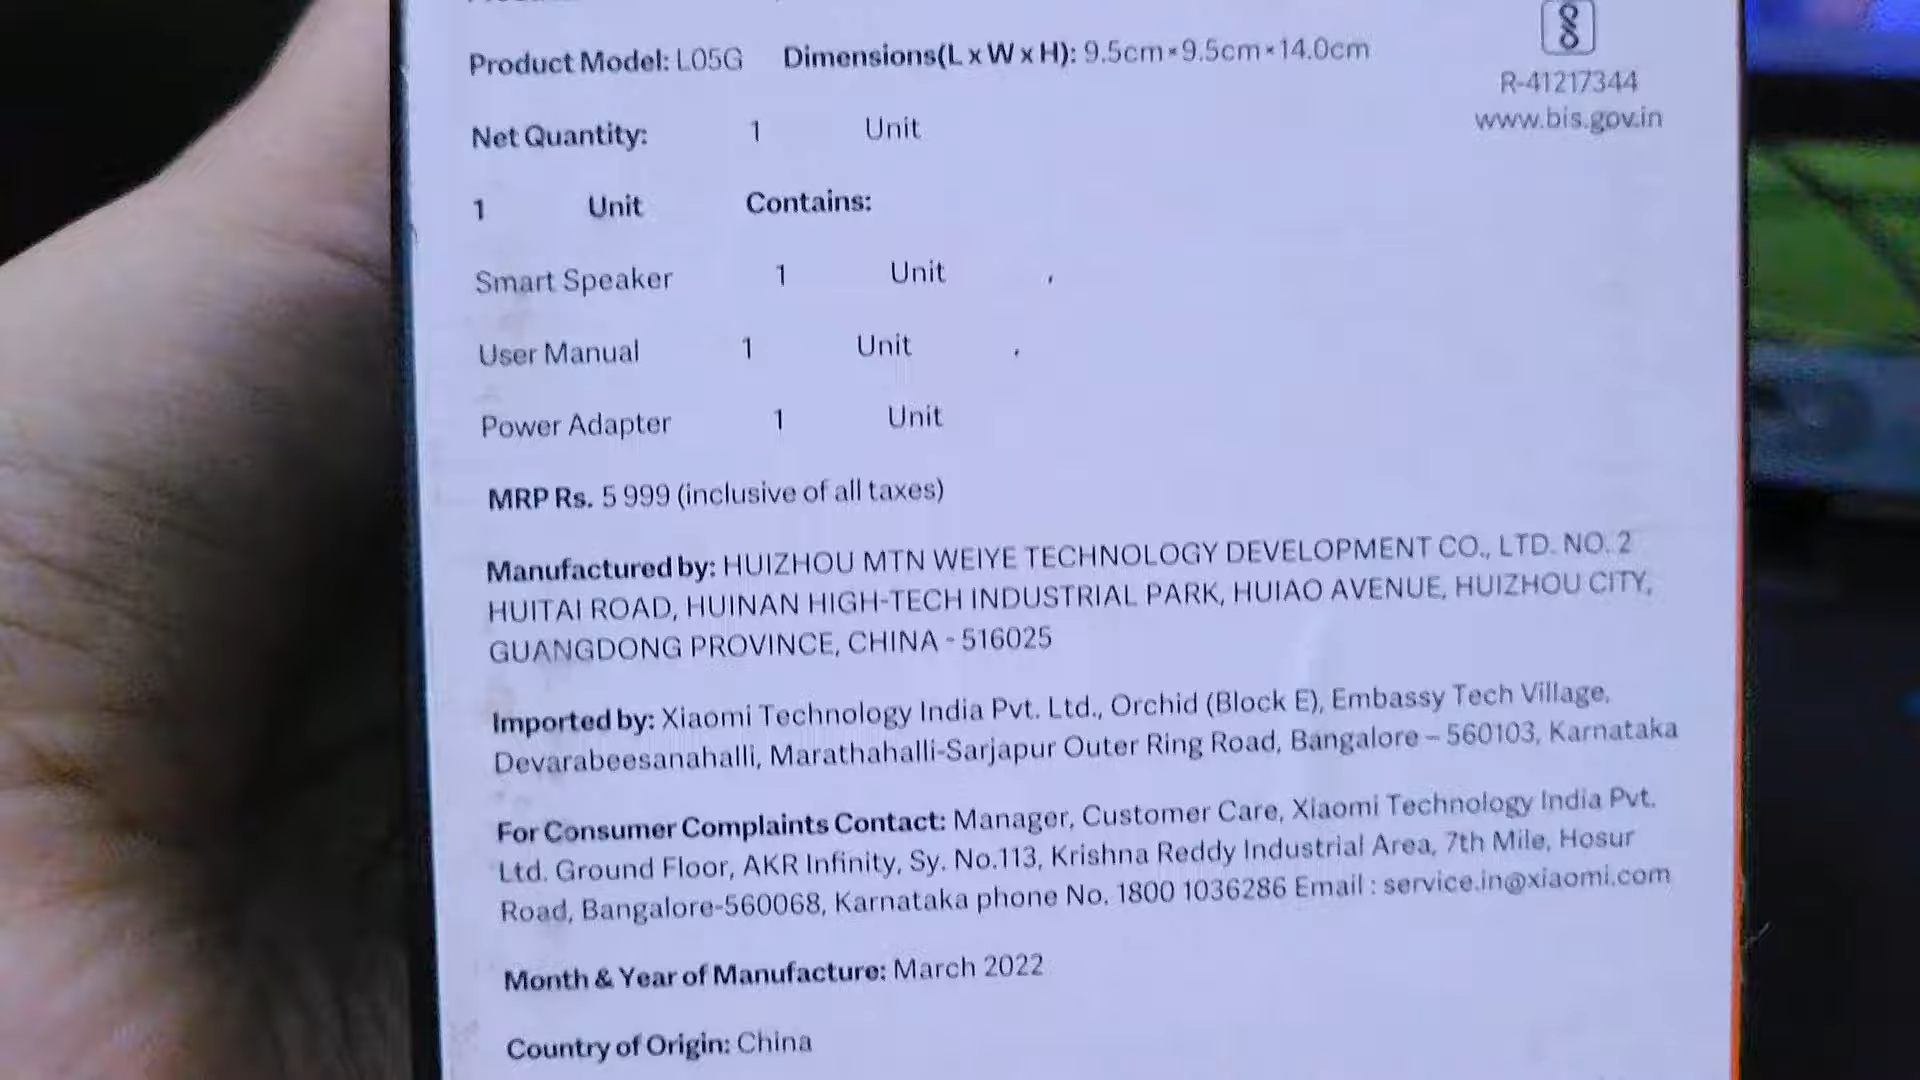 Product Model: L05G Dimensions(L x W x H): 9.5cm×9.5cm×14.0cm
R-41217344
www.bis.gov.in
Net Quantity: 1 Unit
1 Unit Contains:
Smart Speaker 1 Unit ,
User Manual 1 Unit ,
Power Adapter 1 Unit
MRP Rs. 5 999 (inclusive of all taxes)
Manufactured by: HUIZHOU MTN WEIYE TECHNOLOGY DEVELOPMENT CO., LTD. NO. 2
HUITAI ROAD, HUINAN HIGH-TECH INDUSTRIAL PARK, HUIAO AVENUE, HUIZHOU CITY,
GUANGDONG PROVINCE, CHINA - 516025
Imported by: Xiaomi Technology India Pvt. Ltd., Orchid (Block E), Embassy Tech Village,
Devarabeesanahalli, Marathahalli-Sarjapur Outer Ring Road, Bangalore – 560103, Karnataka
For Consumer Complaints Contact: Manager, Customer Care, Xiaomi Technology India Pvt.
Ltd. Ground Floor, AKR Infinity, Sy. No.113, Krishna Reddy Industrial Area, 7th Mile, Hosur
Road, Bangalore-560068, Karnataka phone No. 1800 1036286 Email : service.in@xiaomi.com
Month & Year of Manufacture: March 2022
Country of Origin: China